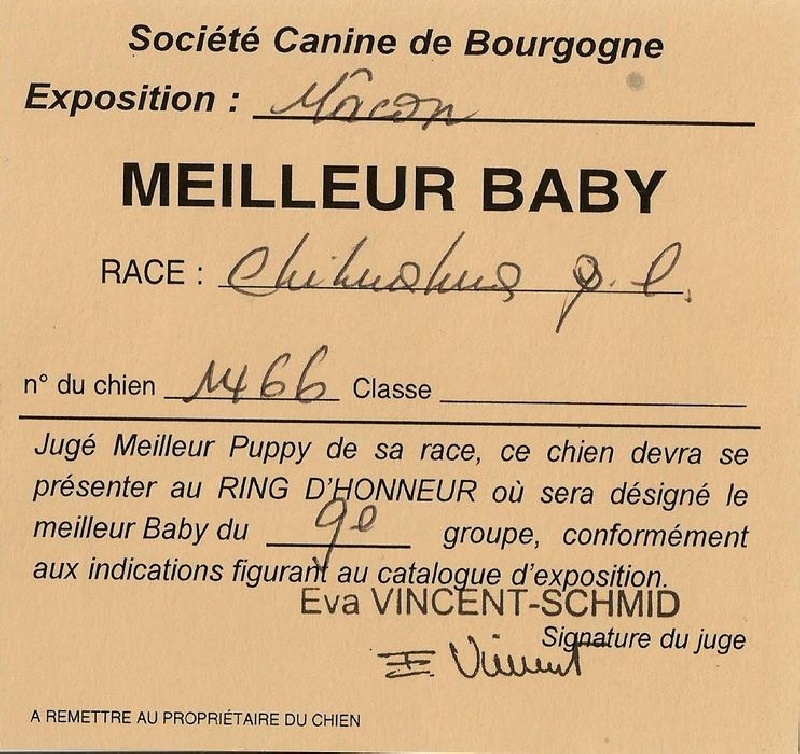 Société Canine de Bourgogne
Exposition : Mâcon
MEILLEUR BABY
RACE : Chihuahua p.l.
n° du chien 1466 Classe
Jugé Meilleur Puppy de sa race, ce chien devra se
présenter au RING D'HONNEUR où sera désigné le
meilleur Baby du 9e groupe, conformément
aux indications figurant au catalogue d'exposition.
Eva VINCENT-SCHMID
Signature du juge
E Vincent
A REMETTRE AU PROPRIÉTAIRE DU CHIEN